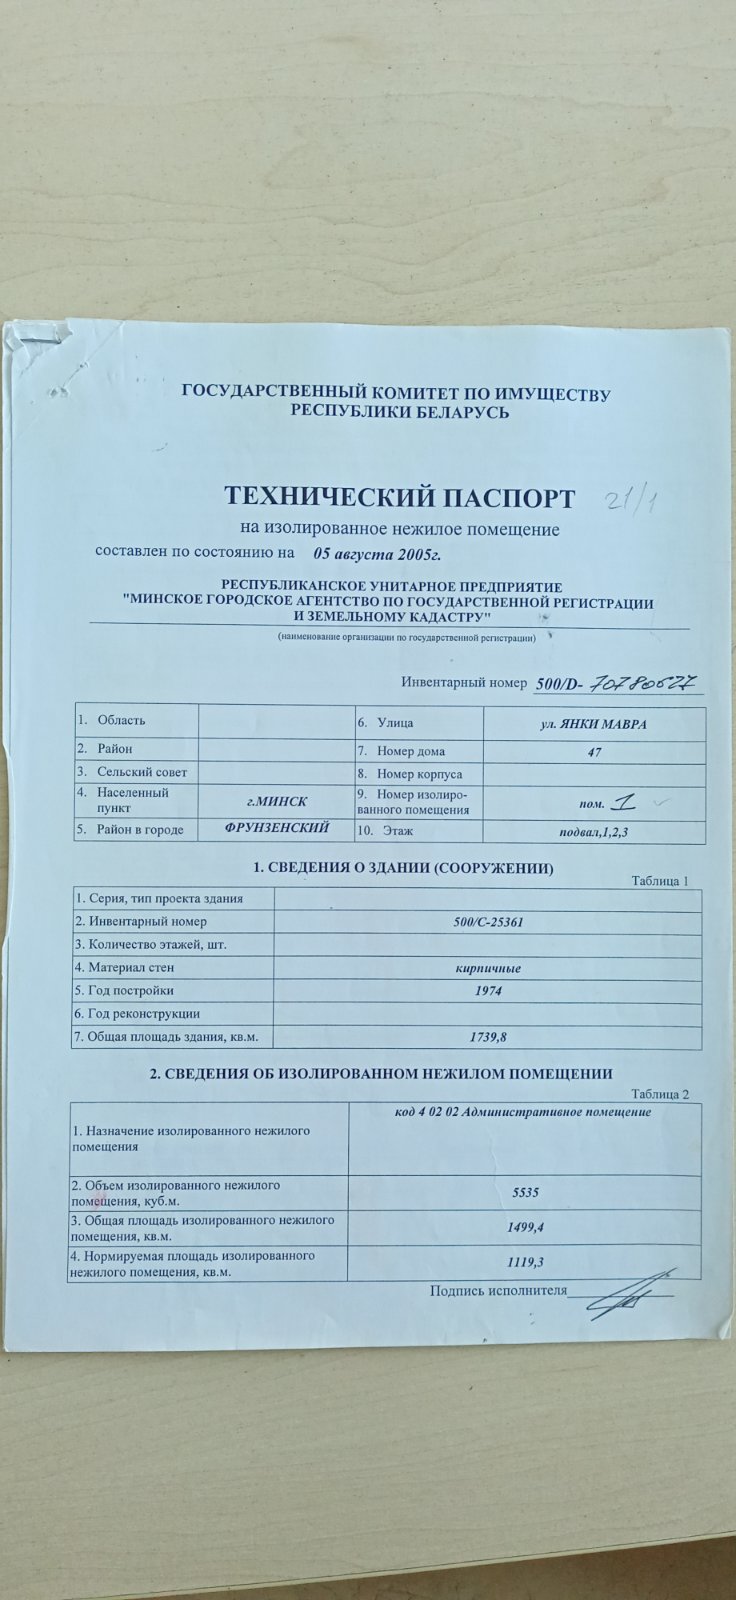 ГОСУДАРСТВЕННЫЙ КОМИТЕТ ПО ИМУЩЕСТВУ
РЕСПУБЛИКИ БЕЛАРУСЬ
ТЕХНИЧЕСКИЙ ПАСПОРТ 21/1
на изолированное нежилое помещение
составлен по состоянию на 05 августа 2005г.
РЕСПУБЛИКАНСКОЕ УНИТАРНОЕ ПРЕДПРИЯТИЕ
"МИНСКОЕ ГОРОДСКОЕ АГЕНТСТВО ПО ГОСУДАРСТВЕННОЙ РЕГИСТРАЦИИ
И ЗЕМЕЛЬНОМУ КАДАСТРУ"
(наименование организации по государственной регистрации)
Инвентарный номер 500/D-
1. Область
6. Улица ул. ЯНКИ МАВРА
2. Район
7. Номер дома 47
3. Сельский совет
8. Номер корпуса
4. Населенный
пункт
г.МИНСК
9. Номер изолиро-
ванного помещения
пом. 1
5. Район в городе ФРУНЗЕНСКИЙ
10. Этаж подвал,1,2,3
1. СВЕДЕНИЯ О ЗДАНИИ (СООРУЖЕНИИ)
Таблица 1
1. Серия, тип проекта здания
2. Инвентарный номер 500/С-25361
3. Количество этажей, шт.
4. Материал стен кирпичные
5. Год постройки 1974
6. Год реконструкции
7. Общая площадь здания, кв.м. 1739,8
2. СВЕДЕНИЯ ОБ ИЗОЛИРОВАННОМ НЕЖИЛОМ ПОМЕЩЕНИИ
Таблица 2
1. Назначение изолированного нежилого
помещения
код 4 02 02 Административное помещение
2. Объем изолированного нежилого
помещения, куб.м.
5535
3. Общая площадь изолированного нежилого
помещения, кв.м.
1499,4
4. Нормируемая площадь изолированного
нежилого помещения, кв.м.
1119,3
Подпись исполнителя